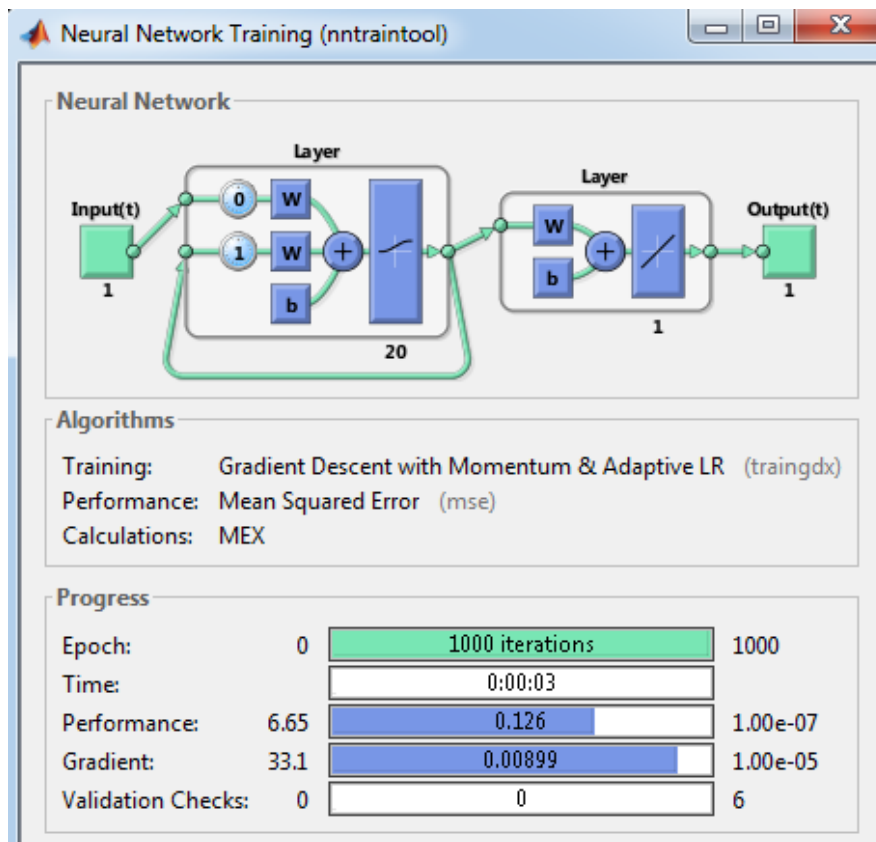 Neural Network Training (nntraintool)
Neural Network
Layer
Layer
Input(t)
Output(t)
0 W
W
1 W
+
+
b
b
1
1
20
1
Algorithms
Training: Gradient Descent with Momentum & Adaptive LR (traingdx)
Performance: Mean Squared Error (mse)
Calculations: MEX
Progress
Epoch: 0 1000 iterations 1000
Time: 0:00:03
Performance: 6.65 0.126 1.00e-07
Gradient: 33.1 0.00899 1.00e-05
Validation Checks: 0 0 6